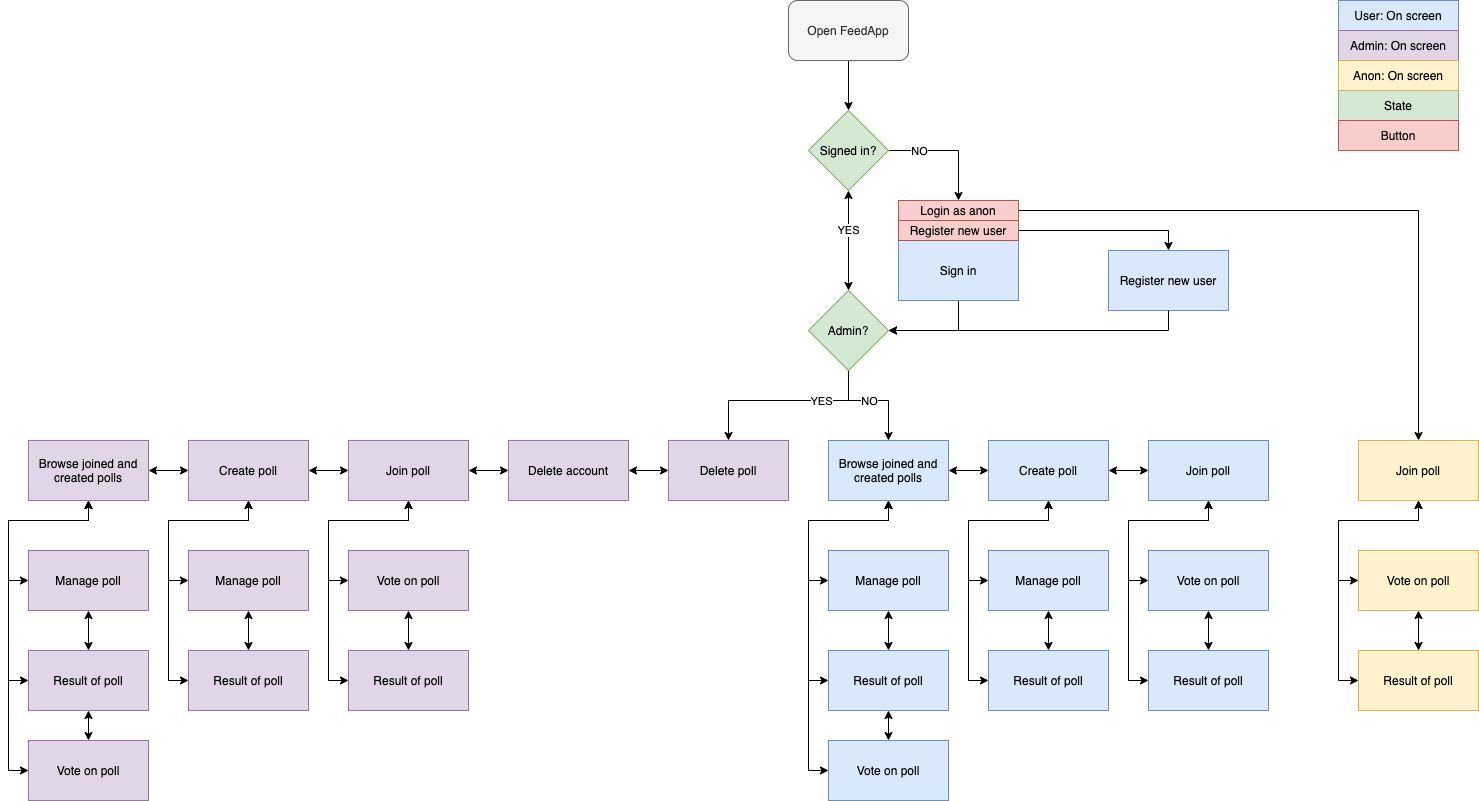 Open FeedApp
User: On screen
Admin: On screen
Anon: On screen
State
Button
Signed in?
NO
Login as anon
Register new user
Sign in
YES
Register new user
Admin?
YES
NO
Browse joined and
created polls
Create poll
Join poll
Delete account
Delete poll
Browse joined and
created polls
Create poll
Join poll
Join poll
Manage poll
Manage poll
Vote on poll
Manage poll
Manage poll
Vote on poll
Vote on poll
Result of poll
Result of poll
Result of poll
Result of poll
Result of poll
Result of poll
Result of poll
Vote on poll
Vote on poll